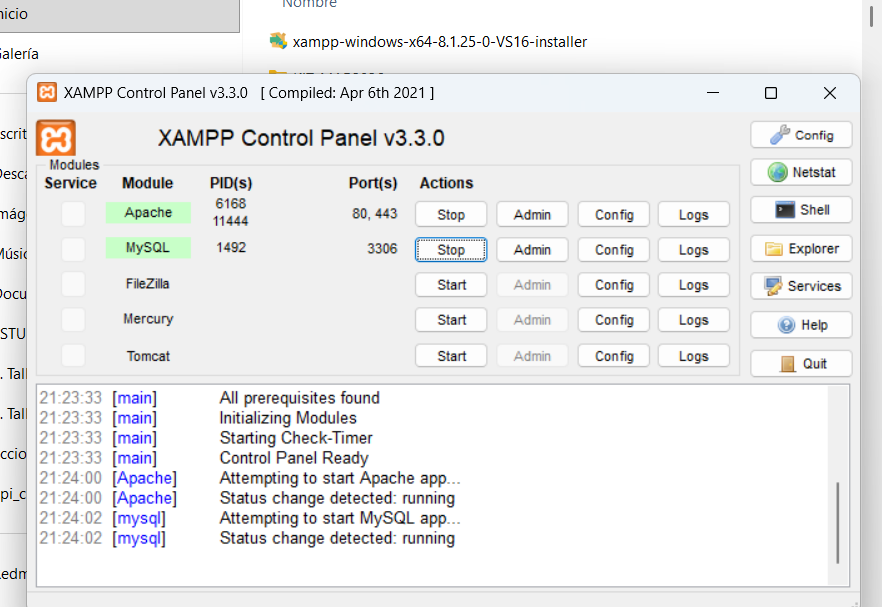 Nombre
nicio
xampp-windows-x64-8.1.25-0-VS16-installer
alería
XAMPP Control Panel v3.3.0 [ Compiled: Apr 6th 2021 ]
XAMPP Control Panel v3.3.0
Config
Modules
Service Module PID(s) Port(s) Actions
Netstat
Apache 6168 11444 80, 443 Stop Admin Config Logs
Shell
MySQL 1492 3306 Stop Admin Config Logs
Explorer
FileZilla Start Admin Config Logs
Services
Mercury Start Admin Config Logs
Help
Tomcat Start Admin Config Logs
Quit
scrit
Desca
mág
Músic
Docu
STU
. Tall
. Tall
ccio
pi_c
edm
21:23:33 [main] All prerequisites found
21:23:33 [main] Initializing Modules
21:23:33 [main] Starting Check-Timer
21:23:33 [main] Control Panel Ready
21:24:00 [Apache] Attempting to start Apache app...
21:24:00 [Apache] Status change detected: running
21:24:02 [mysql] Attempting to start MySQL app...
21:24:02 [mysql] Status change detected: running